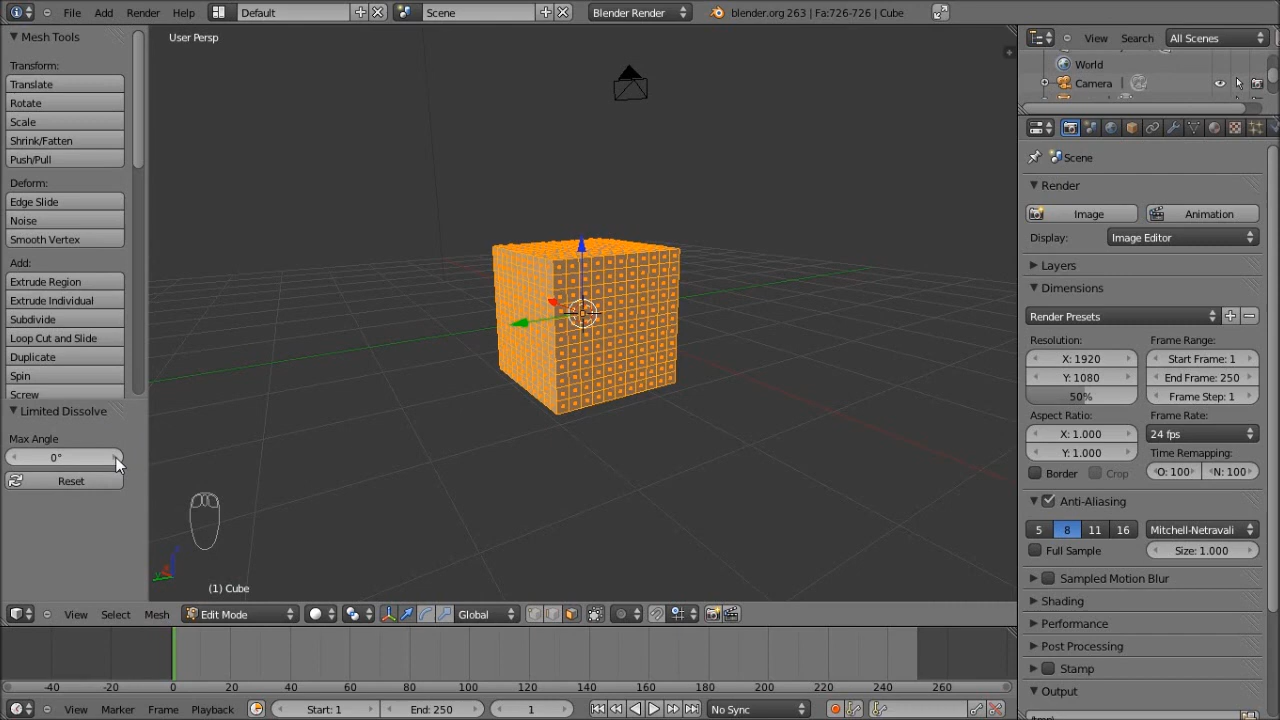 File Add Render Help Default Scene Blender Render blender.org 263 | Fa:726-726 | Cube
Mesh Tools
Transform:
Translate
Rotate
Scale
Shrink/Fatten
Push/Pull
Deform:
Edge Slide
Noise
Smooth Vertex
Add:
Extrude Region
Extrude Individual
Subdivide
Loop Cut and Slide
Duplicate
Spin
Screw
Limited Dissolve
Max Angle
0°
Reset
User Persp
(1) Cube
View Select Mesh Edit Mode Global
-40 -20 0 20 40 60 80 100 120 140 160 180 200 220 240 260
View Marker Frame Playback Start: 1 End: 250 1 No Sync
View Search All Scenes
World
Camera
Scene
Render
Image Animation
Display: Image Editor
Layers
Dimensions
Render Presets
Resolution: Frame Range:
X: 1920 Start Frame: 1
Y: 1080 End Frame: 250
50% Frame Step: 1
Aspect Ratio: Frame Rate:
X: 1.000 24 fps
Y: 1.000 Time Remapping:
Border Crop O: 100 N: 100
Anti-Aliasing
5 8 11 16 Mitchell-Netravali
Full Sample Size: 1.000
Sampled Motion Blur
Shading
Performance
Post Processing
Stamp
Output